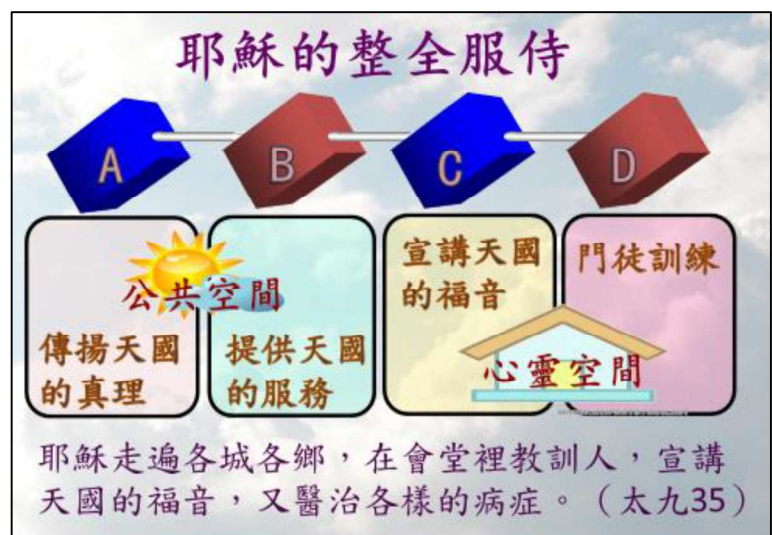 耶穌的整全服侍
A
B
C
D
公共空間
傳揚天國
的真理
提供天國
的服務
宣講天國
的福音
門徒訓練
心靈空間
耶穌走遍各城各鄉，在會堂裡教訓人，宣講
天國的福音，又醫治各樣的病症。（太九35）